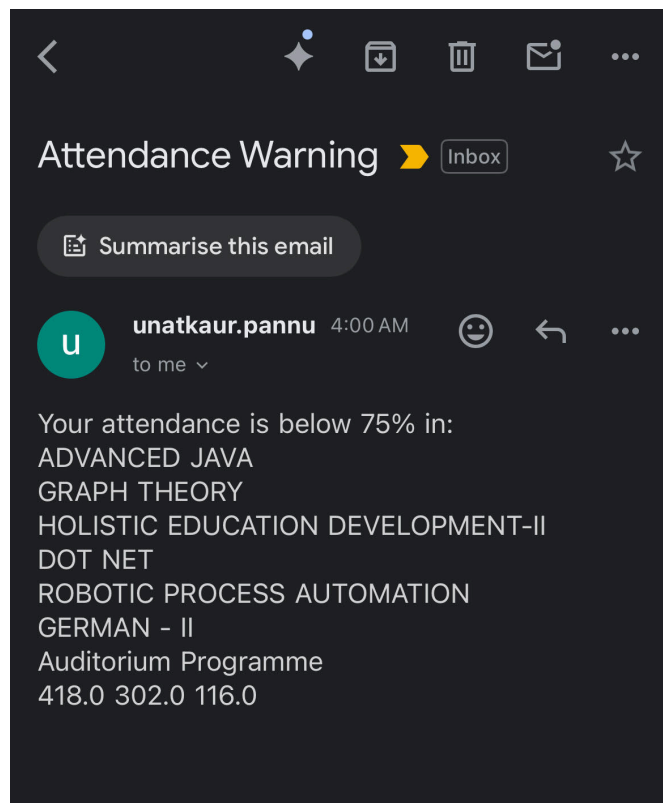 Attendance Warning Inbox
Summarise this email
u
unatkaur.pannu 4:00 AM
to me
Your attendance is below 75% in:
ADVANCED JAVA
GRAPH THEORY
HOLISTIC EDUCATION DEVELOPMENT-II
DOT NET
ROBOTIC PROCESS AUTOMATION
GERMAN - II
Auditorium Programme
418.0 302.0 116.0